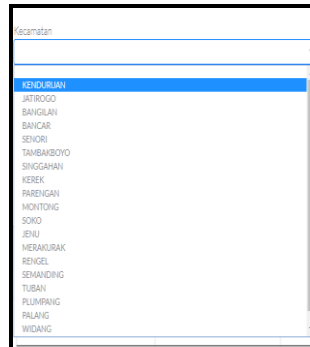 Kecamatan
KENDURUAN
JATIROGO
BANGILAN
BANCAR
SENORI
TAMBAKBOYO
SINGGAHAN
KEREK
PARENGAN
MONTONG
SOKO
JENU
MERAKURAK
RENGEL
SEMANDING
TUBAN
PLUMPANG
PALANG
WIDANG